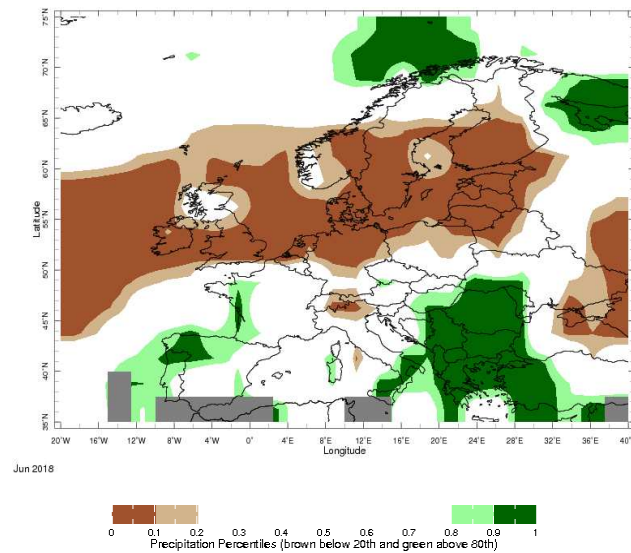 75°N
70°N
65°N
60°N
55°N
50°N
45°N
40°N
35°N
Latitude
20°W 16°W 12°W 8°W 4°W 0° 4°E 8°E 12°E 16°E 20°E 24°E 28°E 32°E 36°E 40°E
Longitude
Jun 2018
0 0.1 0.2 0.3 0.4 0.5 0.6 0.7 0.8 0.9 1
Precipitation Percentiles (brown below 20th and green above 80th)